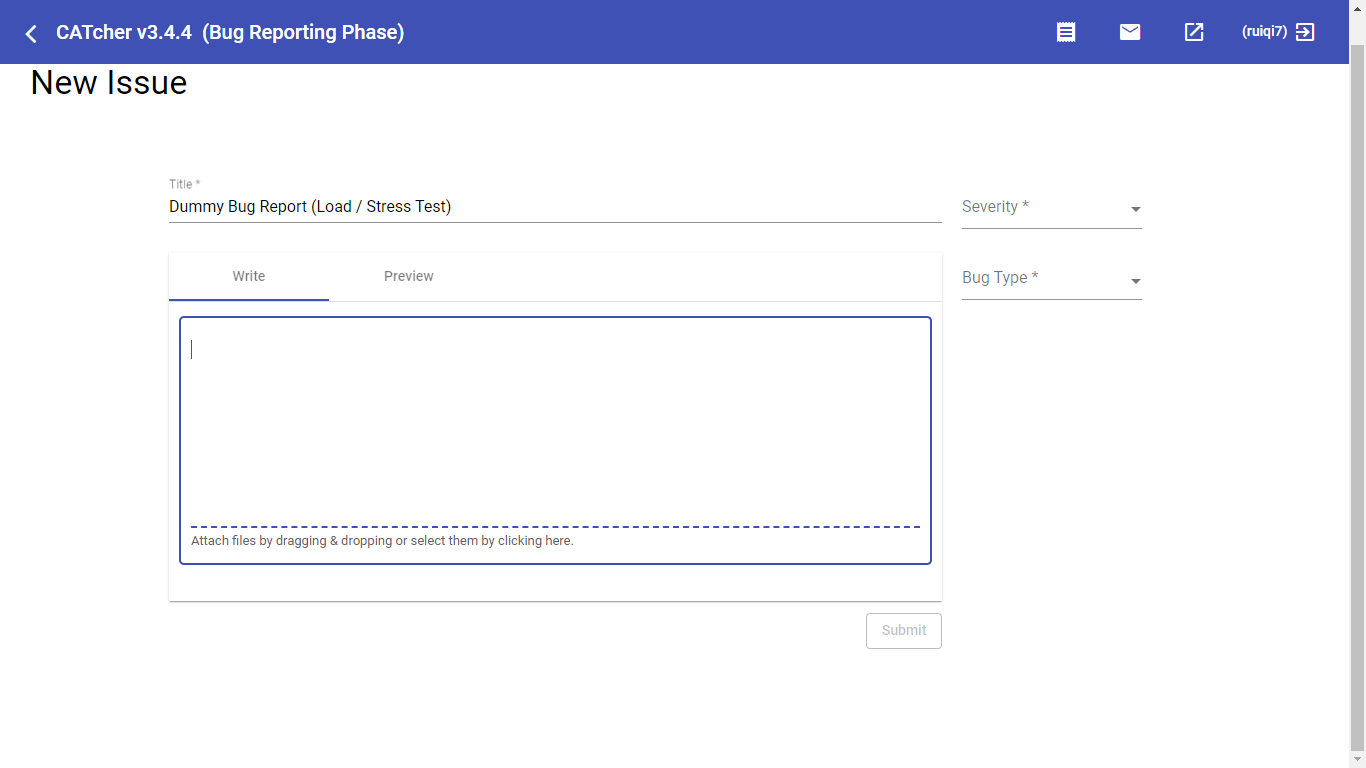 CATcher v3.4.4 (Bug Reporting Phase)
(ruiqi7)
New Issue
Title *
Dummy Bug Report (Load / Stress Test)
Severity *
Write
Preview
Bug Type *
Attach files by dragging & dropping or select them by clicking here.
Submit